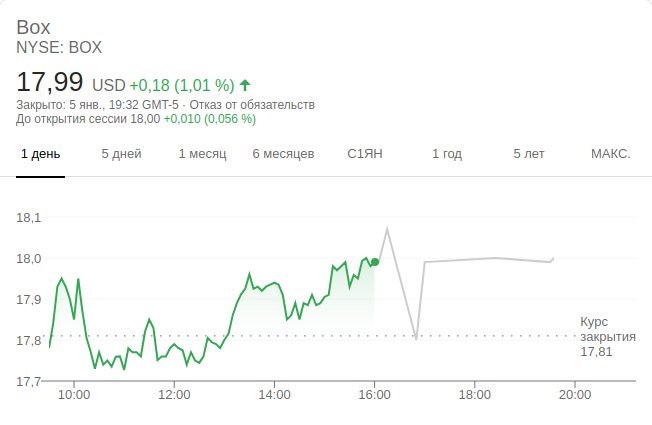 Box
NYSE: BOX
17,99 USD +0,18 (1,01 %)
Закрыто: 5 янв., 19:32 GMT-5 · Отказ от обязательств
До открытия сессии 18,00 +0,010 (0,056 %)
1 день 5 дней 1 месяц 6 месяцев С1ЯН 1 год 5 лет МАКС.
18,1
18,0
17,9
17,8
17,7
Курс
закрытия
17,81
10:00 12:00 14:00 16:00 18:00 20:00